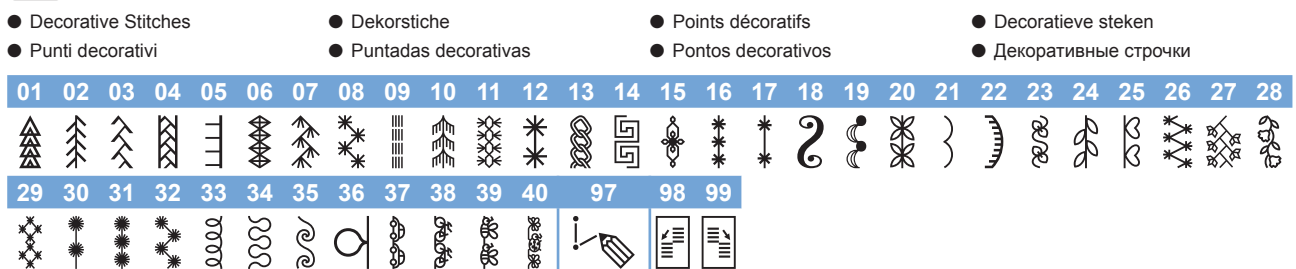 ● Decorative Stitches ● Dekorstiche ● Points décoratifs ● Decoratieve steken
● Punti decorativi ● Puntadas decorativas ● Pontos decorativos ● Декоративные строчки
01 02 03 04 05 06 07 08 09 10 11 12 13 14 15 16 17 18 19 20 21 22 23 24 25 26 27 28
29 30 31 32 33 34 35 36 37 38 39 40 97 98 99